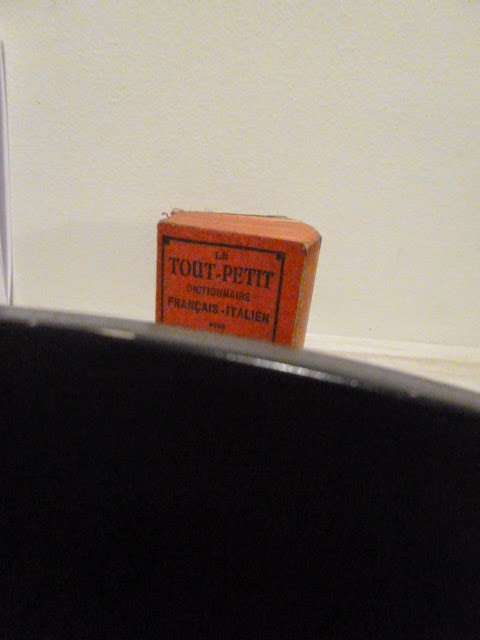 LE
TOUT-PETIT
DICTIONNAIRE
FRANÇAIS-ITALIEN